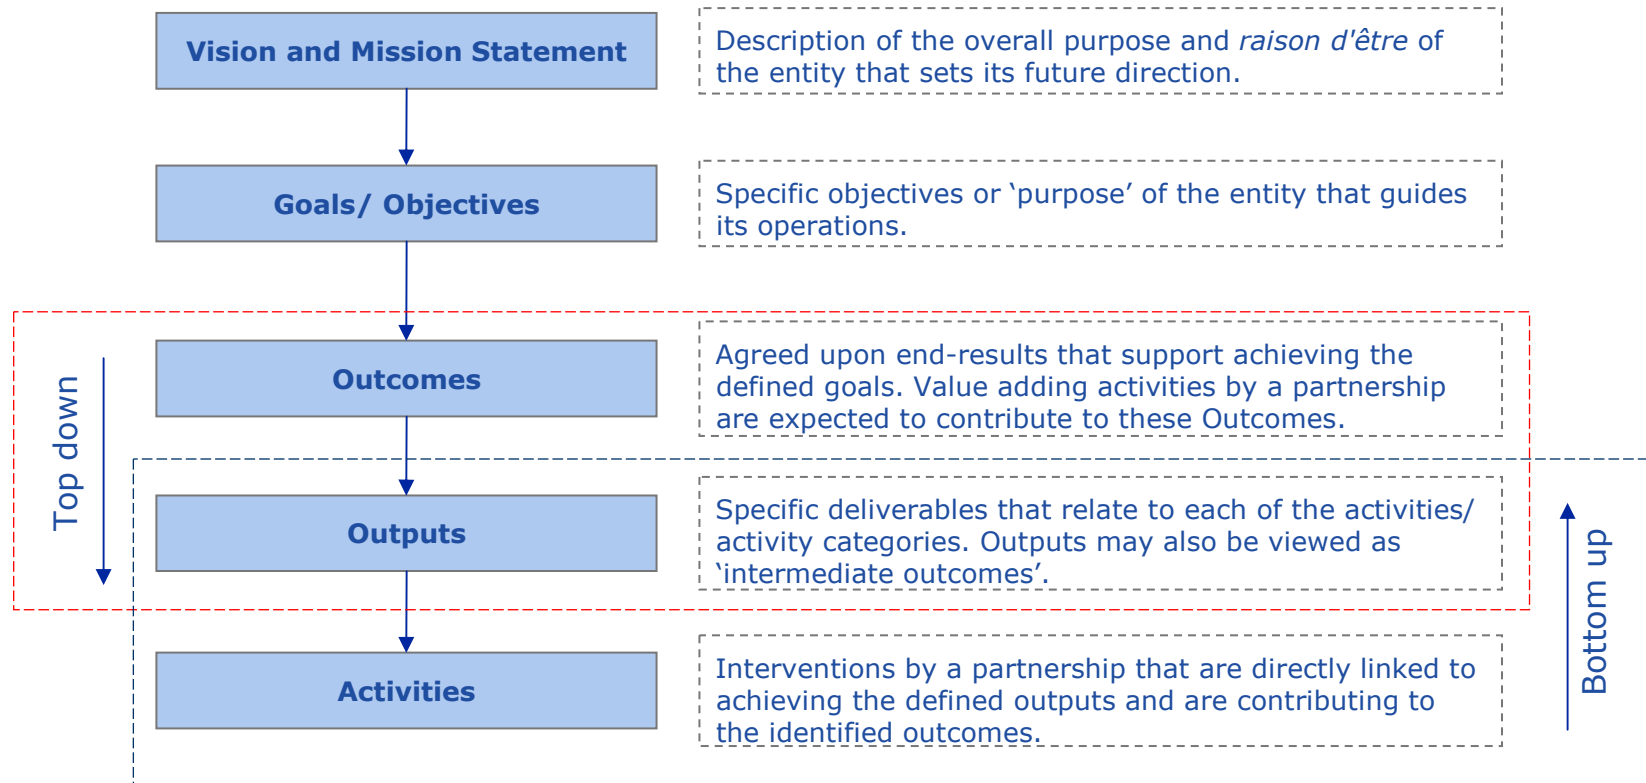 Vision and Mission Statement
Description of the overall purpose and raison d'être of
the entity that sets its future direction.
Goals/ Objectives
Specific objectives or ‘purpose’ of the entity that guides
its operations.
Top down
Outcomes
Agreed upon end-results that support achieving the
defined goals. Value adding activities by a partnership
are expected to contribute to these Outcomes.
Outputs
Specific deliverables that relate to each of the activities/
activity categories. Outputs may also be viewed as
‘intermediate outcomes’.
Bottom up
Activities
Interventions by a partnership that are directly linked to
achieving the defined outputs and are contributing to
the identified outcomes.